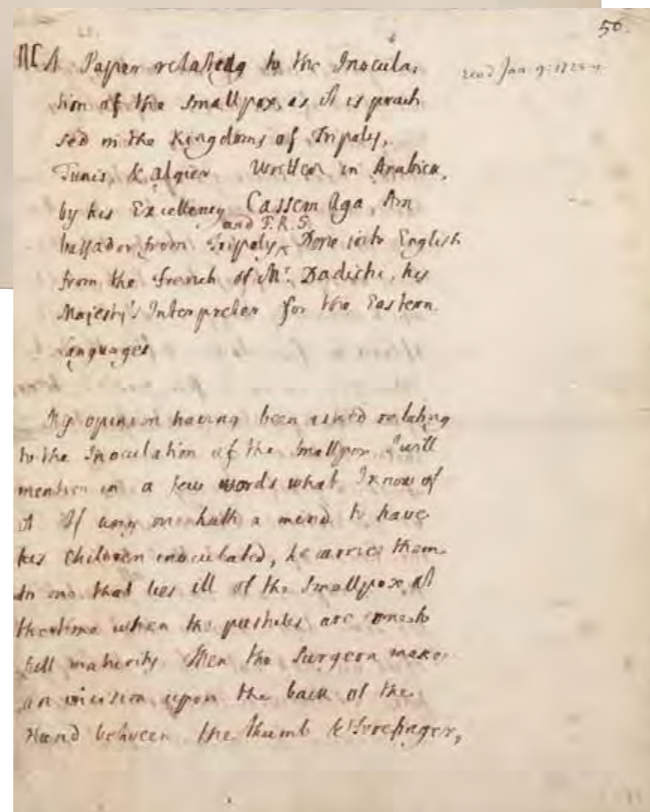 50.
A Paper relating to the Inocula-
read Jan. 9. 1728
tion of the Smallpox, as it is practi
sed in the Kingdoms of Tripoly,
Tunis, & Algier. Written in Arabick,
by his Excellency Cassem Aga, Am
and F.R.S.
bassador from Tripoly, Done into English
from the French of Mr. Dadichi, his
Majesty's Interpreter for the Eastern
Languages
My opinion having been asked relating
to the Inoculation of the Smallpox, I will
mention in a few words what I know of
it. If any one hath a mind to have
his Children inoculated, he carries them
to one that lies ill of the Smallpox, at
the time when the pustules are come to
full maturity. Then the Surgeon makes
an incision upon the back of the
Hand between the thumb & forefinger,